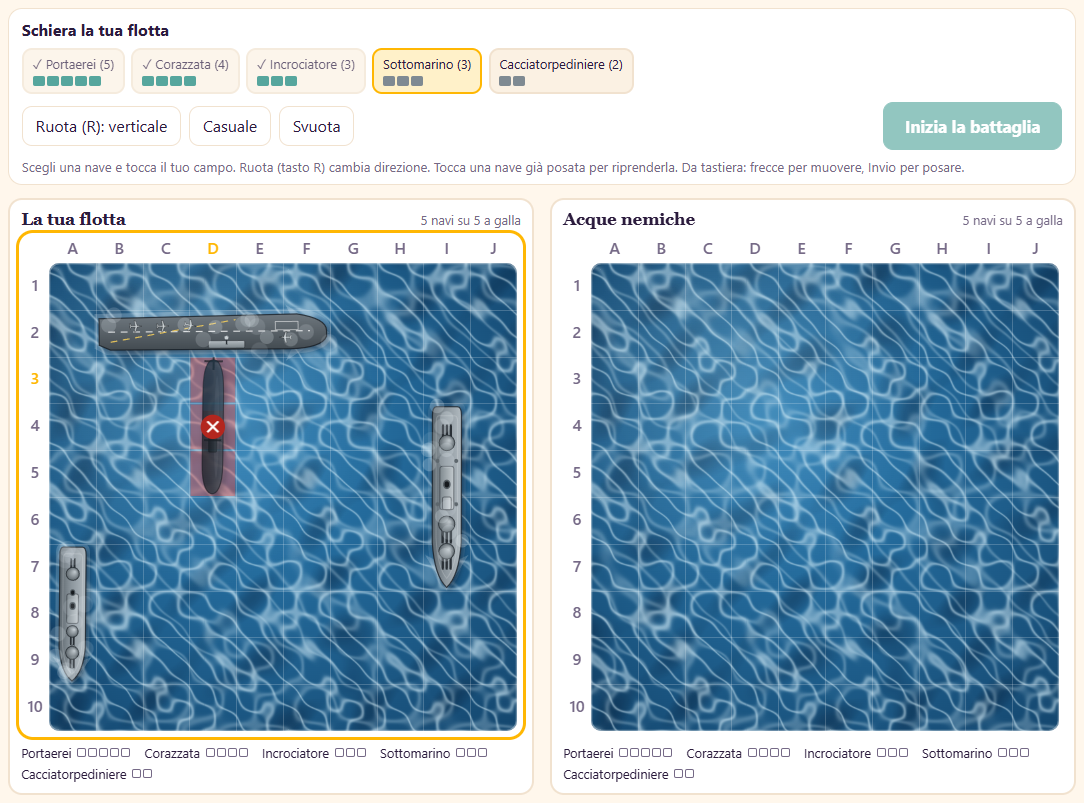 Schiera la tua flotta
✓ Portaerei (5) ✓ Corazzata (4) ✓ Incrociatore (3) Sottomarino (3) Cacciatorpediniere (2)
Ruota (R): verticale Casuale Svuota Inizia la battaglia
Scegli una nave e tocca il tuo campo. Ruota (tasto R) cambia direzione. Tocca una nave già posata per riprenderla. Da tastiera: frecce per muovere, Invio per posare.
La tua flotta 5 navi su 5 a galla
A B C D E F G H I J
1
2
3
4
5
6
7
8
9
10
Portaerei Corazzata Incrociatore Sottomarino
Cacciatorpediniere
Acque nemiche 5 navi su 5 a galla
A B C D E F G H I J
1
2
3
4
5
6
7
8
9
10
Portaerei Corazzata Incrociatore Sottomarino
Cacciatorpediniere